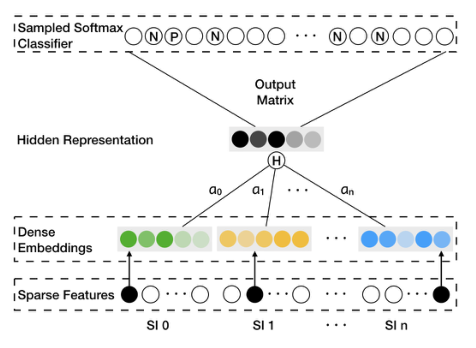 Sampled Softmax
Classifier
N P N N N
· · ·
Output
Matrix
Hidden Representation
H
a0 a1 · · · an
Dense
Embeddings
· · ·
Sparse Features
··· ··· ···
SI 0 SI 1 · · · SI n